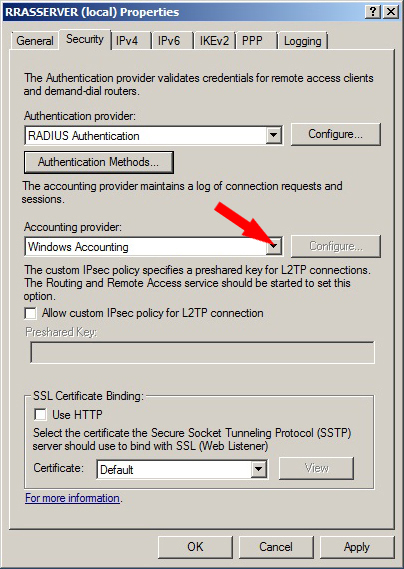 RRASSERVER (local) Properties
General Security IPv4 IPv6 IKEv2 PPP Logging
The Authentication provider validates credentials for remote access clients
and demand-dial routers.
Authentication provider:
RADIUS Authentication Configure...
Authentication Methods...
The accounting provider maintains a log of connection requests and
sessions.
Accounting provider:
Windows Accounting Configure...
The custom IPsec policy specifies a preshared key for L2TP connections.
The Routing and Remote Access service should be started to set this
option.
Allow custom IPsec policy for L2TP connection
Preshared Key:
SSL Certificate Binding:
Use HTTP
Select the certificate the Secure Socket Tunneling Protocol (SSTP)
server should use to bind with SSL (Web Listener)
Certificate: Default View
For more information.
OK Cancel Apply